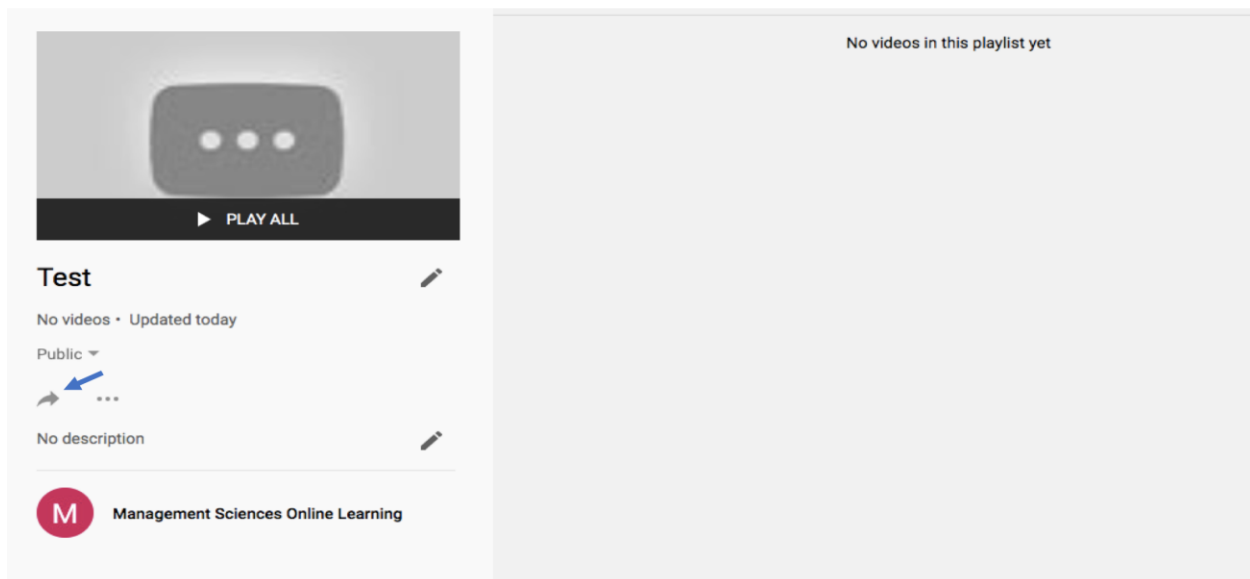 PLAY ALL
Test
No videos • Updated today
Public
No description
M
Management Sciences Online Learning
No videos in this playlist yet